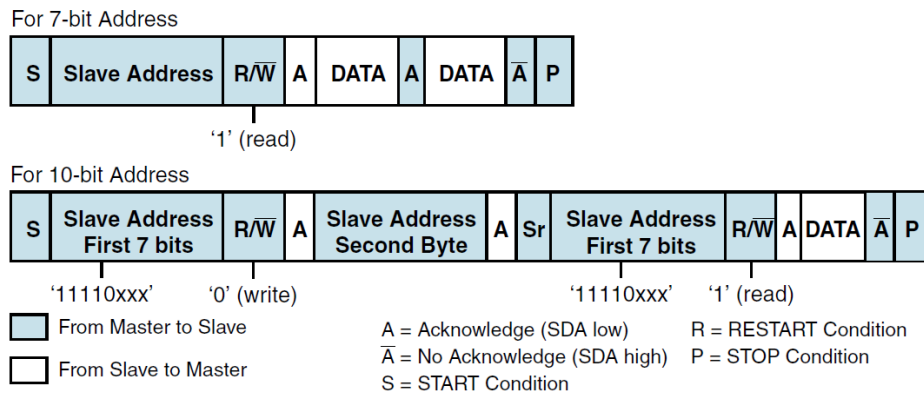 For 7-bit Address
S Slave Address R/W̅ A DATA A DATA A̅ P
‘1’ (read)
For 10-bit Address
S Slave Address First 7 bits R/W̅ A Slave Address Second Byte A Sr Slave Address First 7 bits R/W̅ A DATA A̅ P
‘11110xxx’ ‘0’ (write) ‘11110xxx’ ‘1’ (read)
From Master to Slave
From Slave to Master
A = Acknowledge (SDA low)
A̅ = No Acknowledge (SDA high)
S = START Condition
R = RESTART Condition
P = STOP Condition